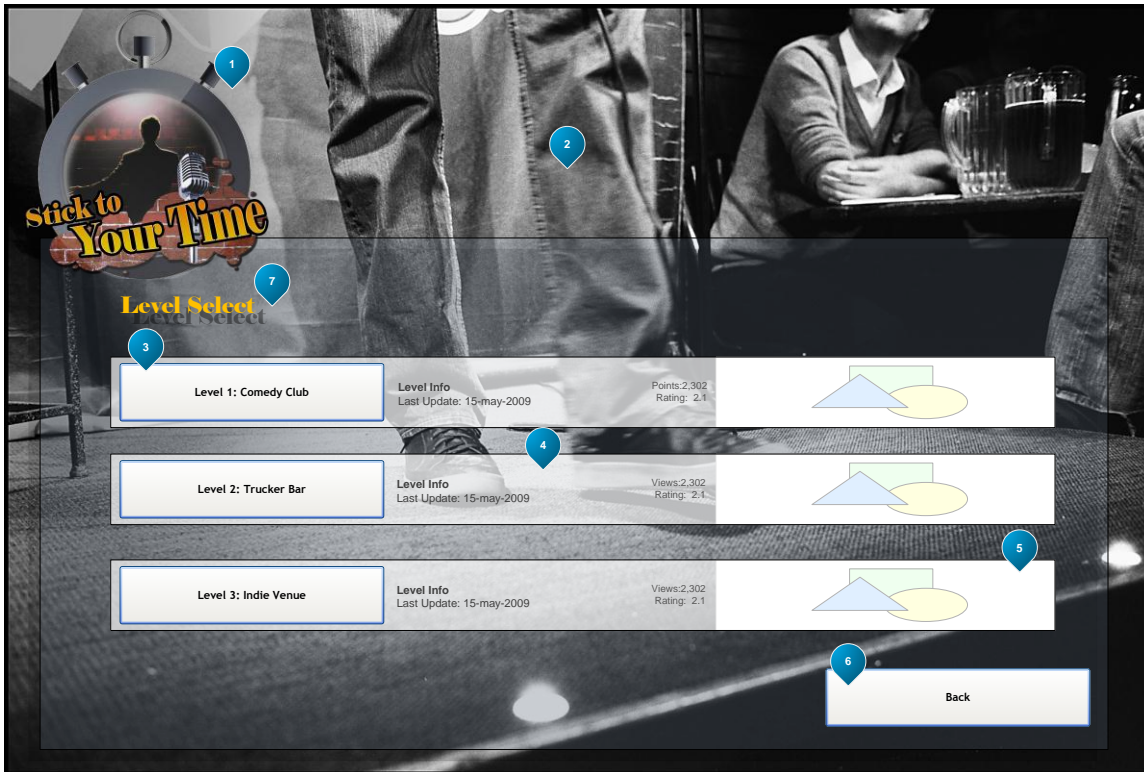 1
2
Stick to
Your Time
7
Level Select
3
Level 1: Comedy Club
Level Info
Last Update: 15-may-2009
Points:2,302
Rating: 2.1
4
Level 2: Trucker Bar
Level Info
Last Update: 15-may-2009
Views:2,302
Rating: 2.1
5
Level 3: Indie Venue
Level Info
Last Update: 15-may-2009
Views:2,302
Rating: 2.1
6
Back